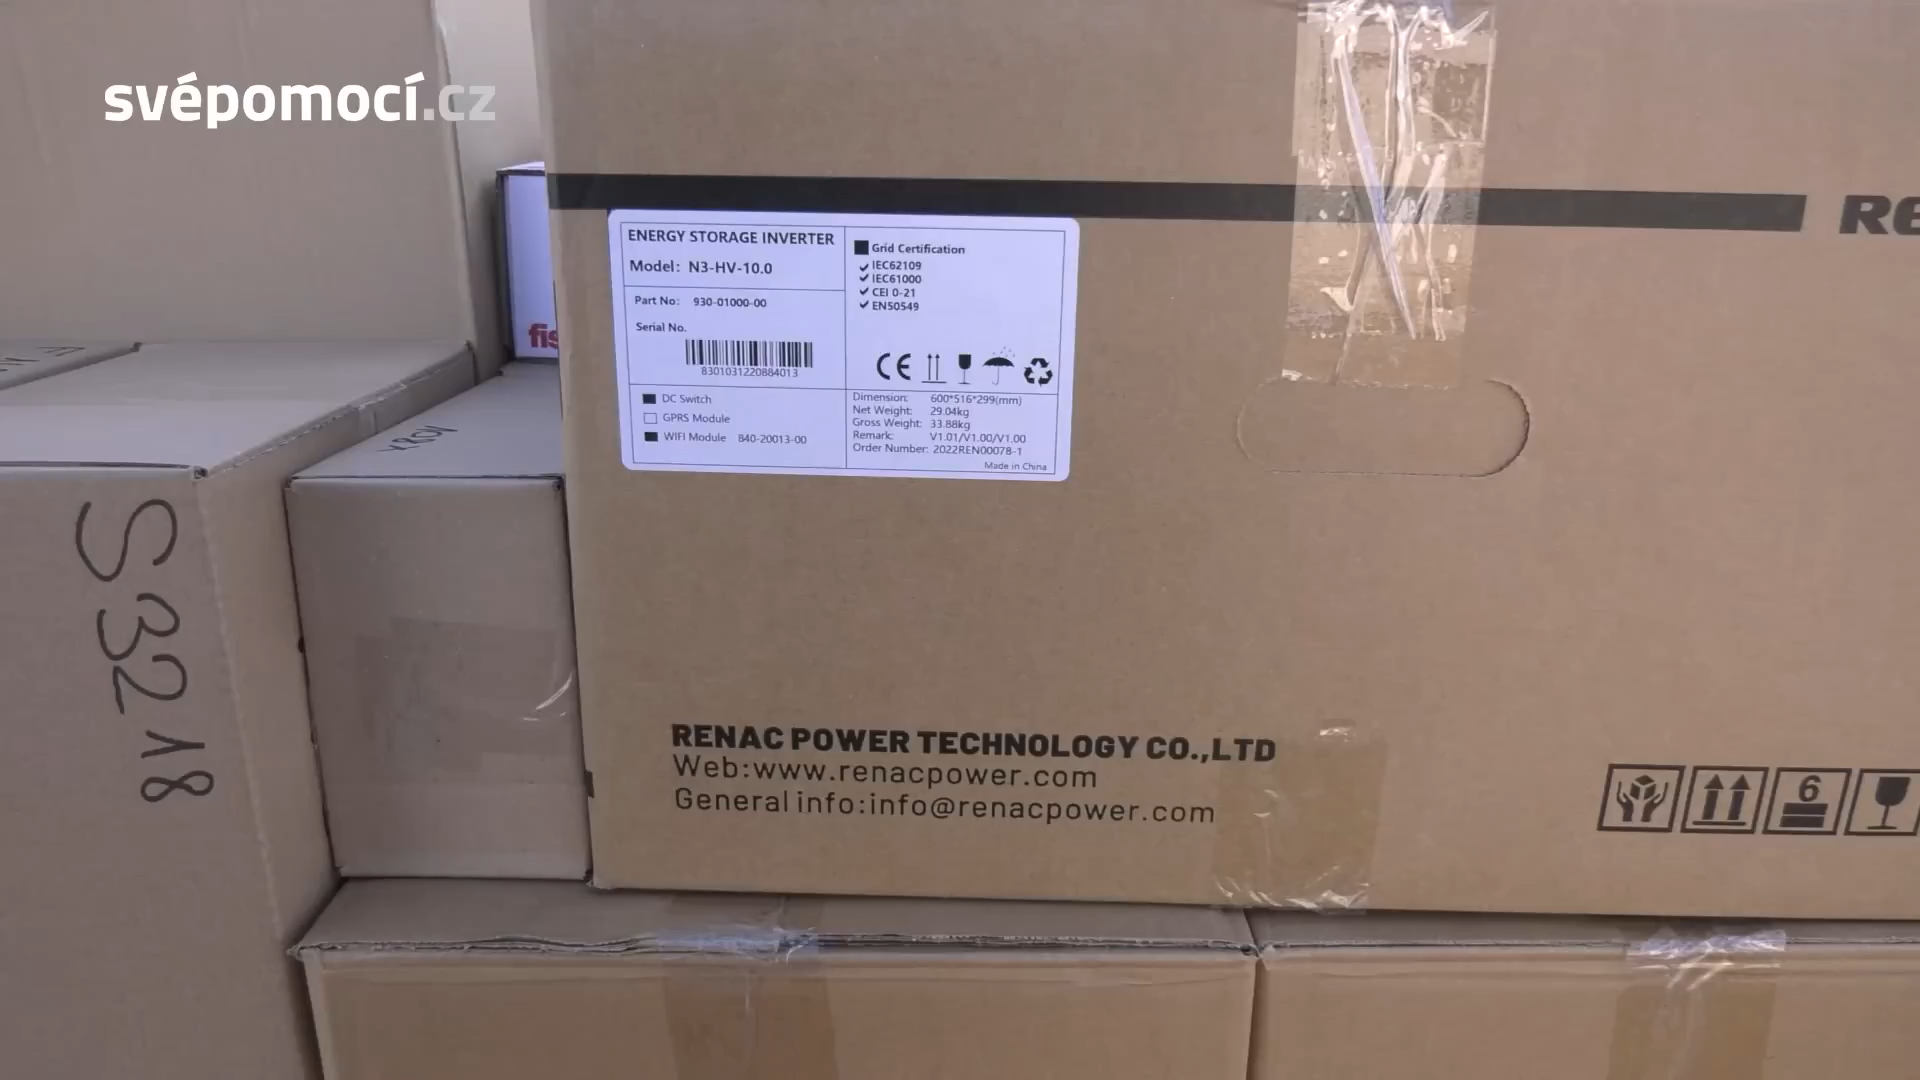 svépomocí.cz
ENERGY STORAGE INVERTER
Model: N3-HV-10.0
Part No: 930-01000-00
Serial No.
8301031220884013
DC Switch
GPRS Module
WIFI Module 840-20013-00
Grid Certification
IEC62109
IEC61000
CEI 0-21
EN50549
CE
Dimension: 600*516*299(mm)
Net Weight: 29.04kg
Gross Weight: 33.88kg
Remark: V1.01/V1.00/V1.00
Order Number: 2022REN00078-1
Made in China
fis
Re
108X
S3218
RENAC POWER TECHNOLOGY CO.,LTD
Web:www.renacpower.com
General info:info@renacpower.com
6